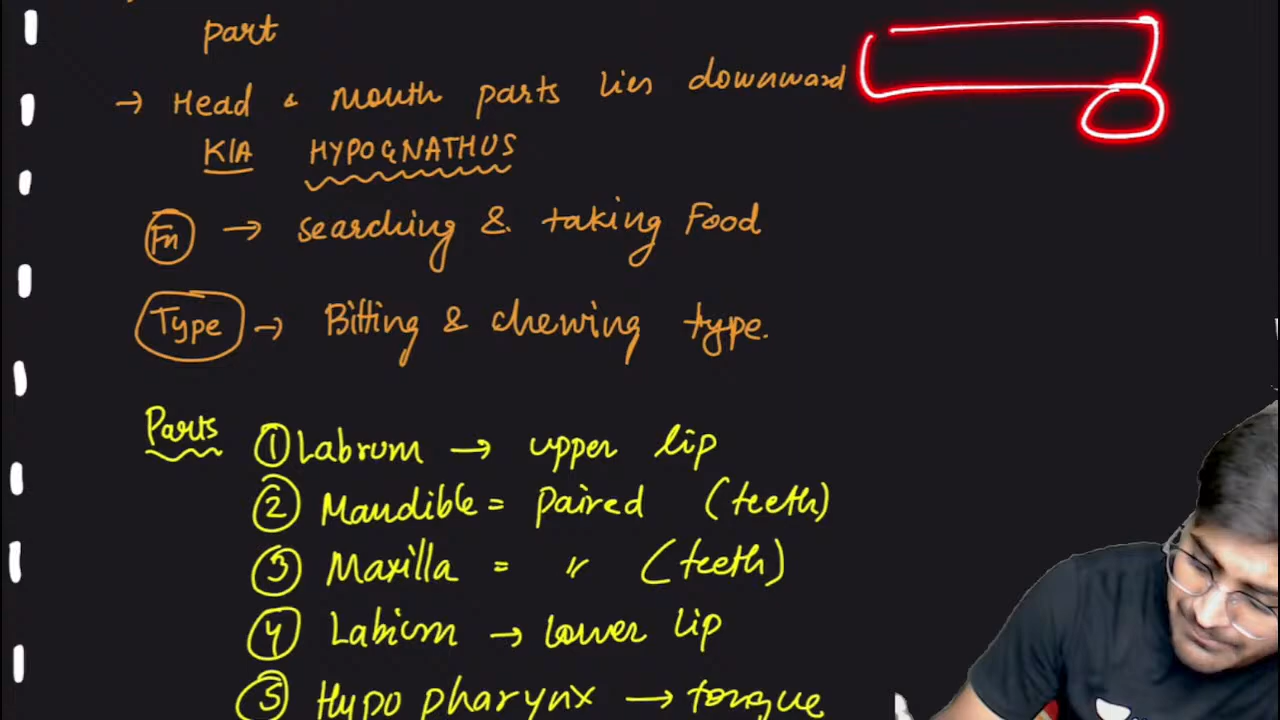 part
→ Head & Mouth parts lies downward
KIA HYPOGNATHUS
Fn → searching & taking Food
Type → Bitting & chewing type.
Parts ① Labrum → upper lip
② Mandible = paired (teeth)
③ Maxilla = " (teeth)
④ Labium → lower lip
⑤ Hypo pharynx → tongue